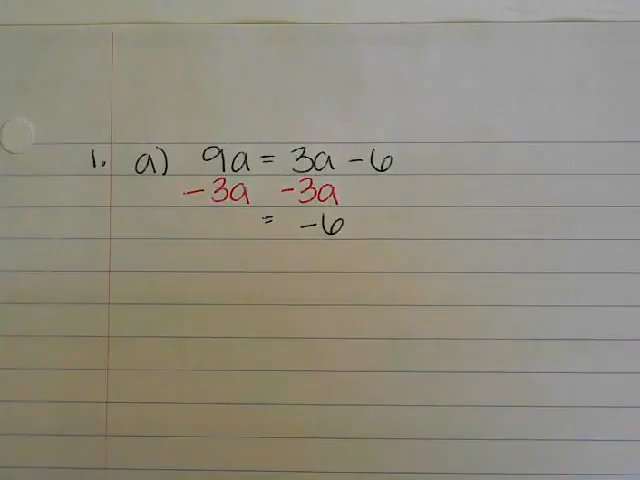 1. a) 9a = 3a - 6
-3a -3a
= -6